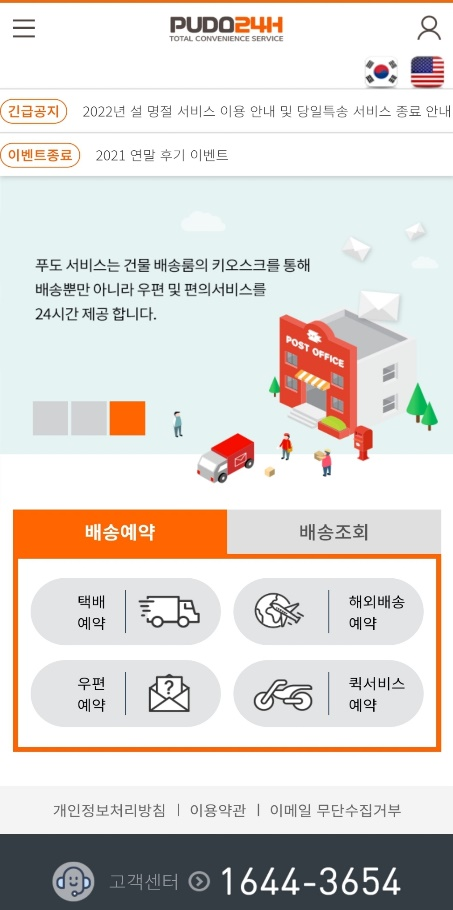 PUDO24H
TOTAL CONVENIENCE SERVICE
긴급공지 2022년 설 명절 서비스 이용 안내 및 당일특송 서비스 종료 안내
이벤트종료 2021 연말 후기 이벤트
푸도 서비스는 건물 배송룸의 키오스크를 통해
배송뿐만 아니라 우편 및 편의서비스를
24시간 제공 합니다.
POST OFFICE
배송예약 배송조회
택배
예약
해외배송
예약
우편
예약
퀵서비스
예약
개인정보처리방침 | 이용약관 | 이메일 무단수집거부
고객센터 1644-3654